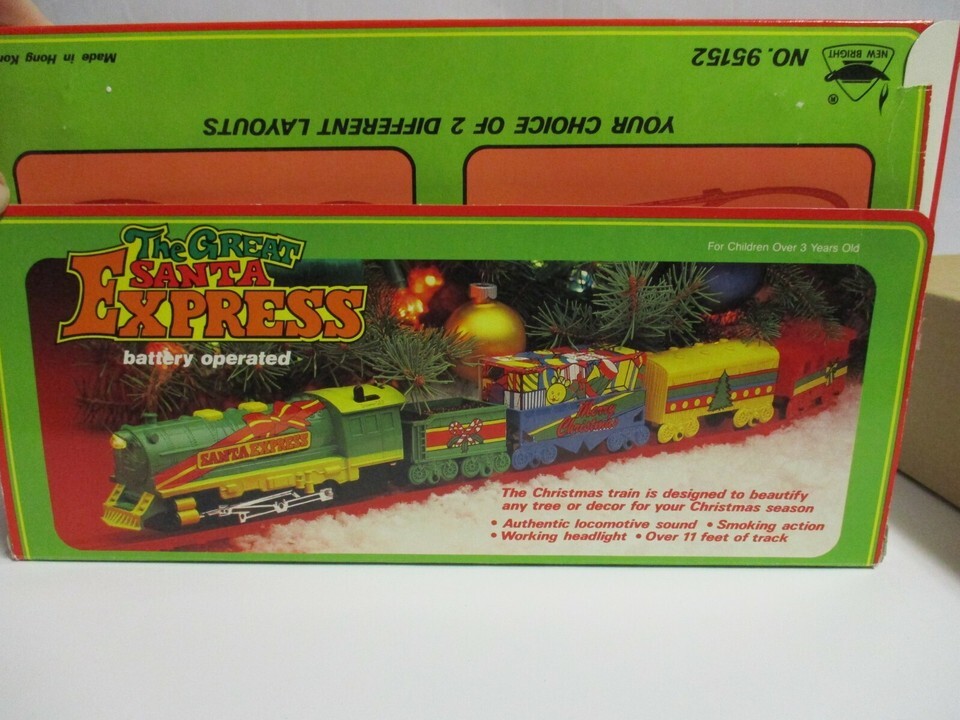 Made in Hong Kon
NO. 95152
NEW BRIGHT
®
YOUR CHOICE OF 2 DIFFERENT LAYOUTS
The GREAT
SANTA
EXPRESS
battery operated
For Children Over 3 Years Old
SANTA EXPRESS
Merry
Christmas
The Christmas train is designed to beautify
any tree or decor for your Christmas season
• Authentic locomotive sound • Smoking action
• Working headlight • Over 11 feet of track